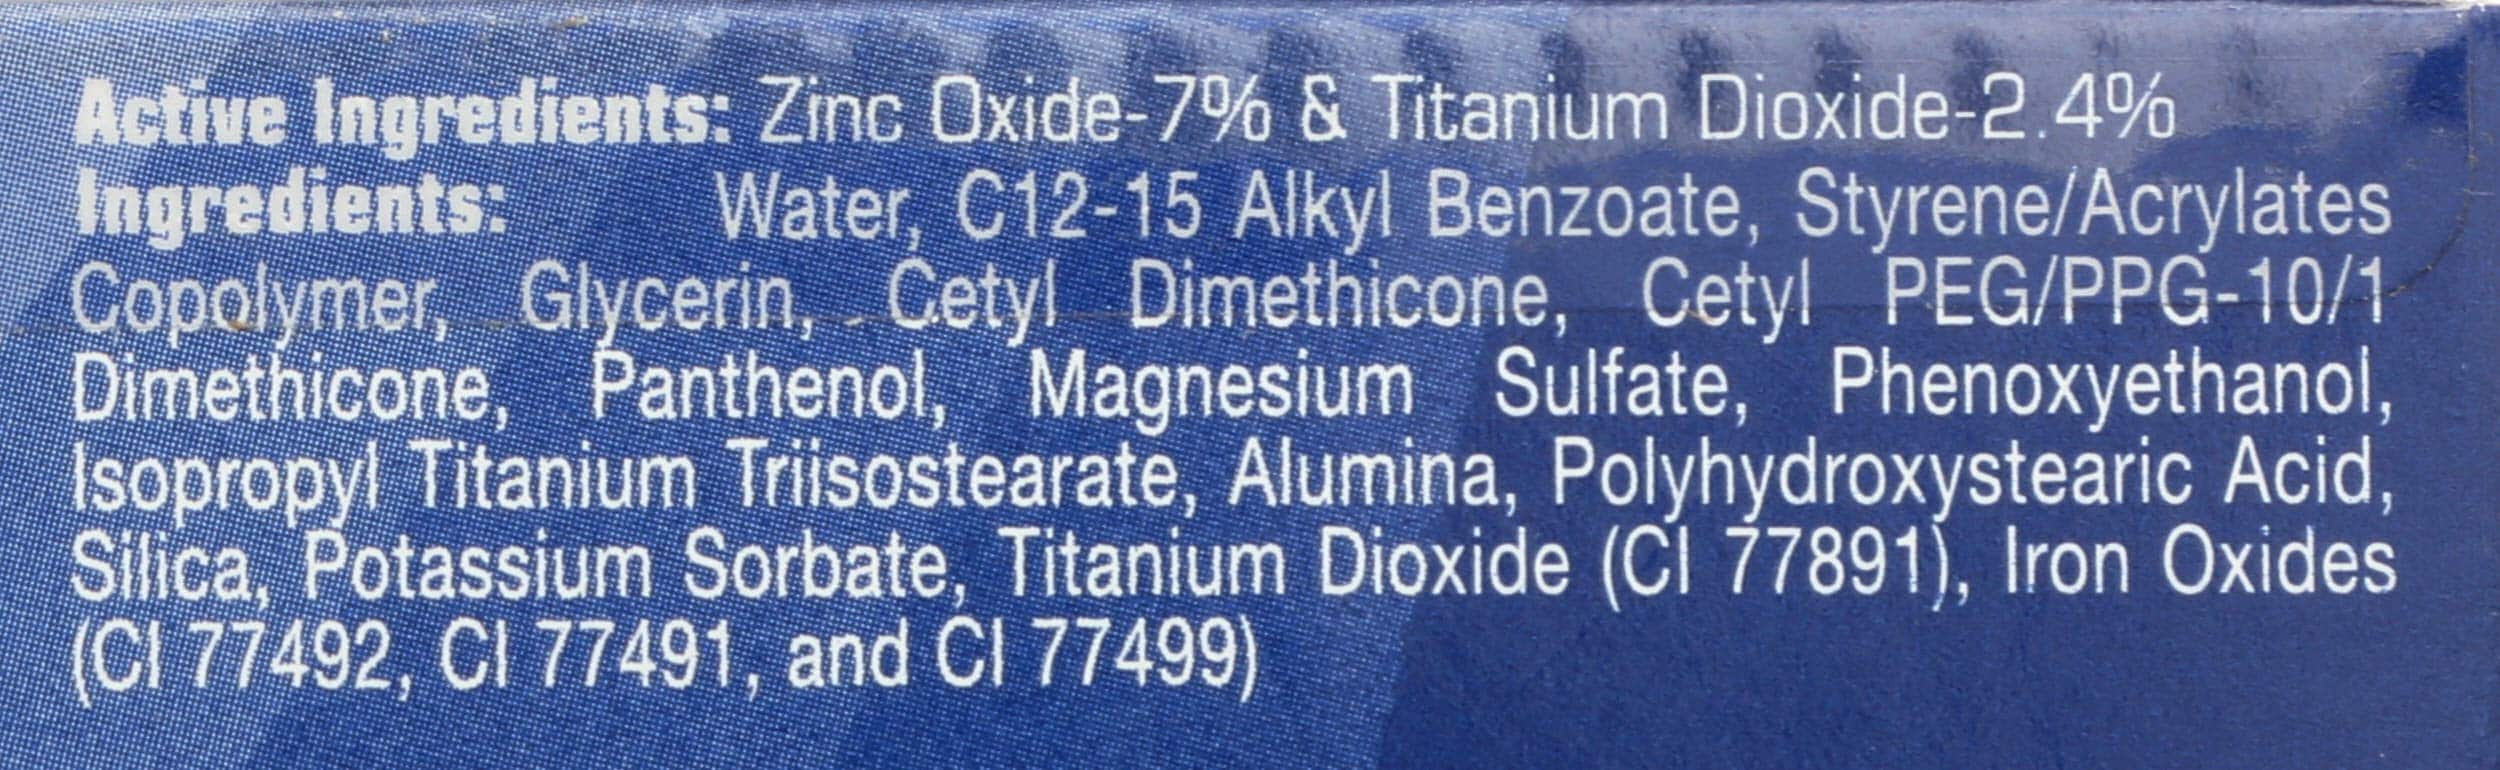 Active Ingredients: Zinc Oxide-7% & Titanium Dioxide-2.4%
Ingredients: Water, C12-15 Alkyl Benzoate, Styrene/Acrylates
Copolymer, Glycerin, Cetyl Dimethicone, Cetyl PEG/PPG-10/1
Dimethicone, Panthenol, Magnesium Sulfate, Phenoxyethanol,
Isopropyl Titanium Triisostearate, Alumina, Polyhydroxystearic Acid,
Silica, Potassium Sorbate, Titanium Dioxide (CI 77891), Iron Oxides
(CI 77492, CI 77491, and CI 77499)